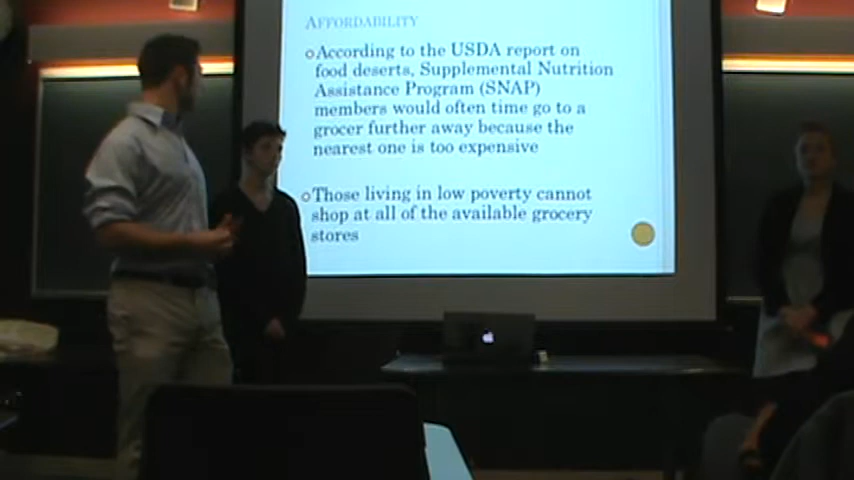 AFFORDABILITY
According to the USDA report on
food deserts, Supplemental Nutrition
Assistance Program (SNAP)
members would often time go to a
grocer further away because the
nearest one is too expensive
Those living in low poverty cannot
shop at all of the available grocery
stores